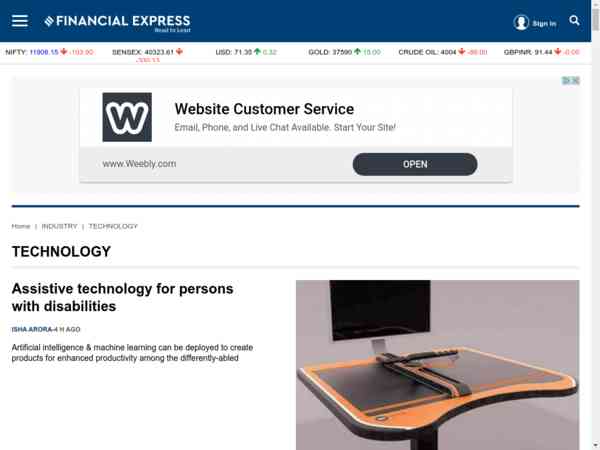 FINANCIAL EXPRESS
Read to Lead
Sign In
NIFTY: 11908.15 -103.90 SENSEX: 40323.61 -330.13 USD: 71.35 0.32 GOLD: 37590 15.00 CRUDE OIL: 4004 -86.00 GBPINR: 91.44 -0.06
Website Customer Service
Email, Phone, and Live Chat Available. Start Your Site!
www.Weebly.com OPEN
Home | INDUSTRY | TECHNOLOGY
TECHNOLOGY
Assistive technology for persons
with disabilities
ISHA ARORA-4 H AGO
Artificial intelligence & machine learning can be deployed to create
products for enhanced productivity among the differently-abled